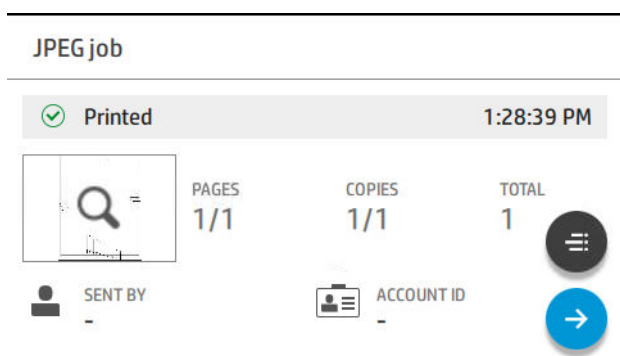 JPEG job
Printed 1:28:39 PM
PAGES COPIES TOTAL
1/1 1/1 1
SENT BY ACCOUNT ID
- -